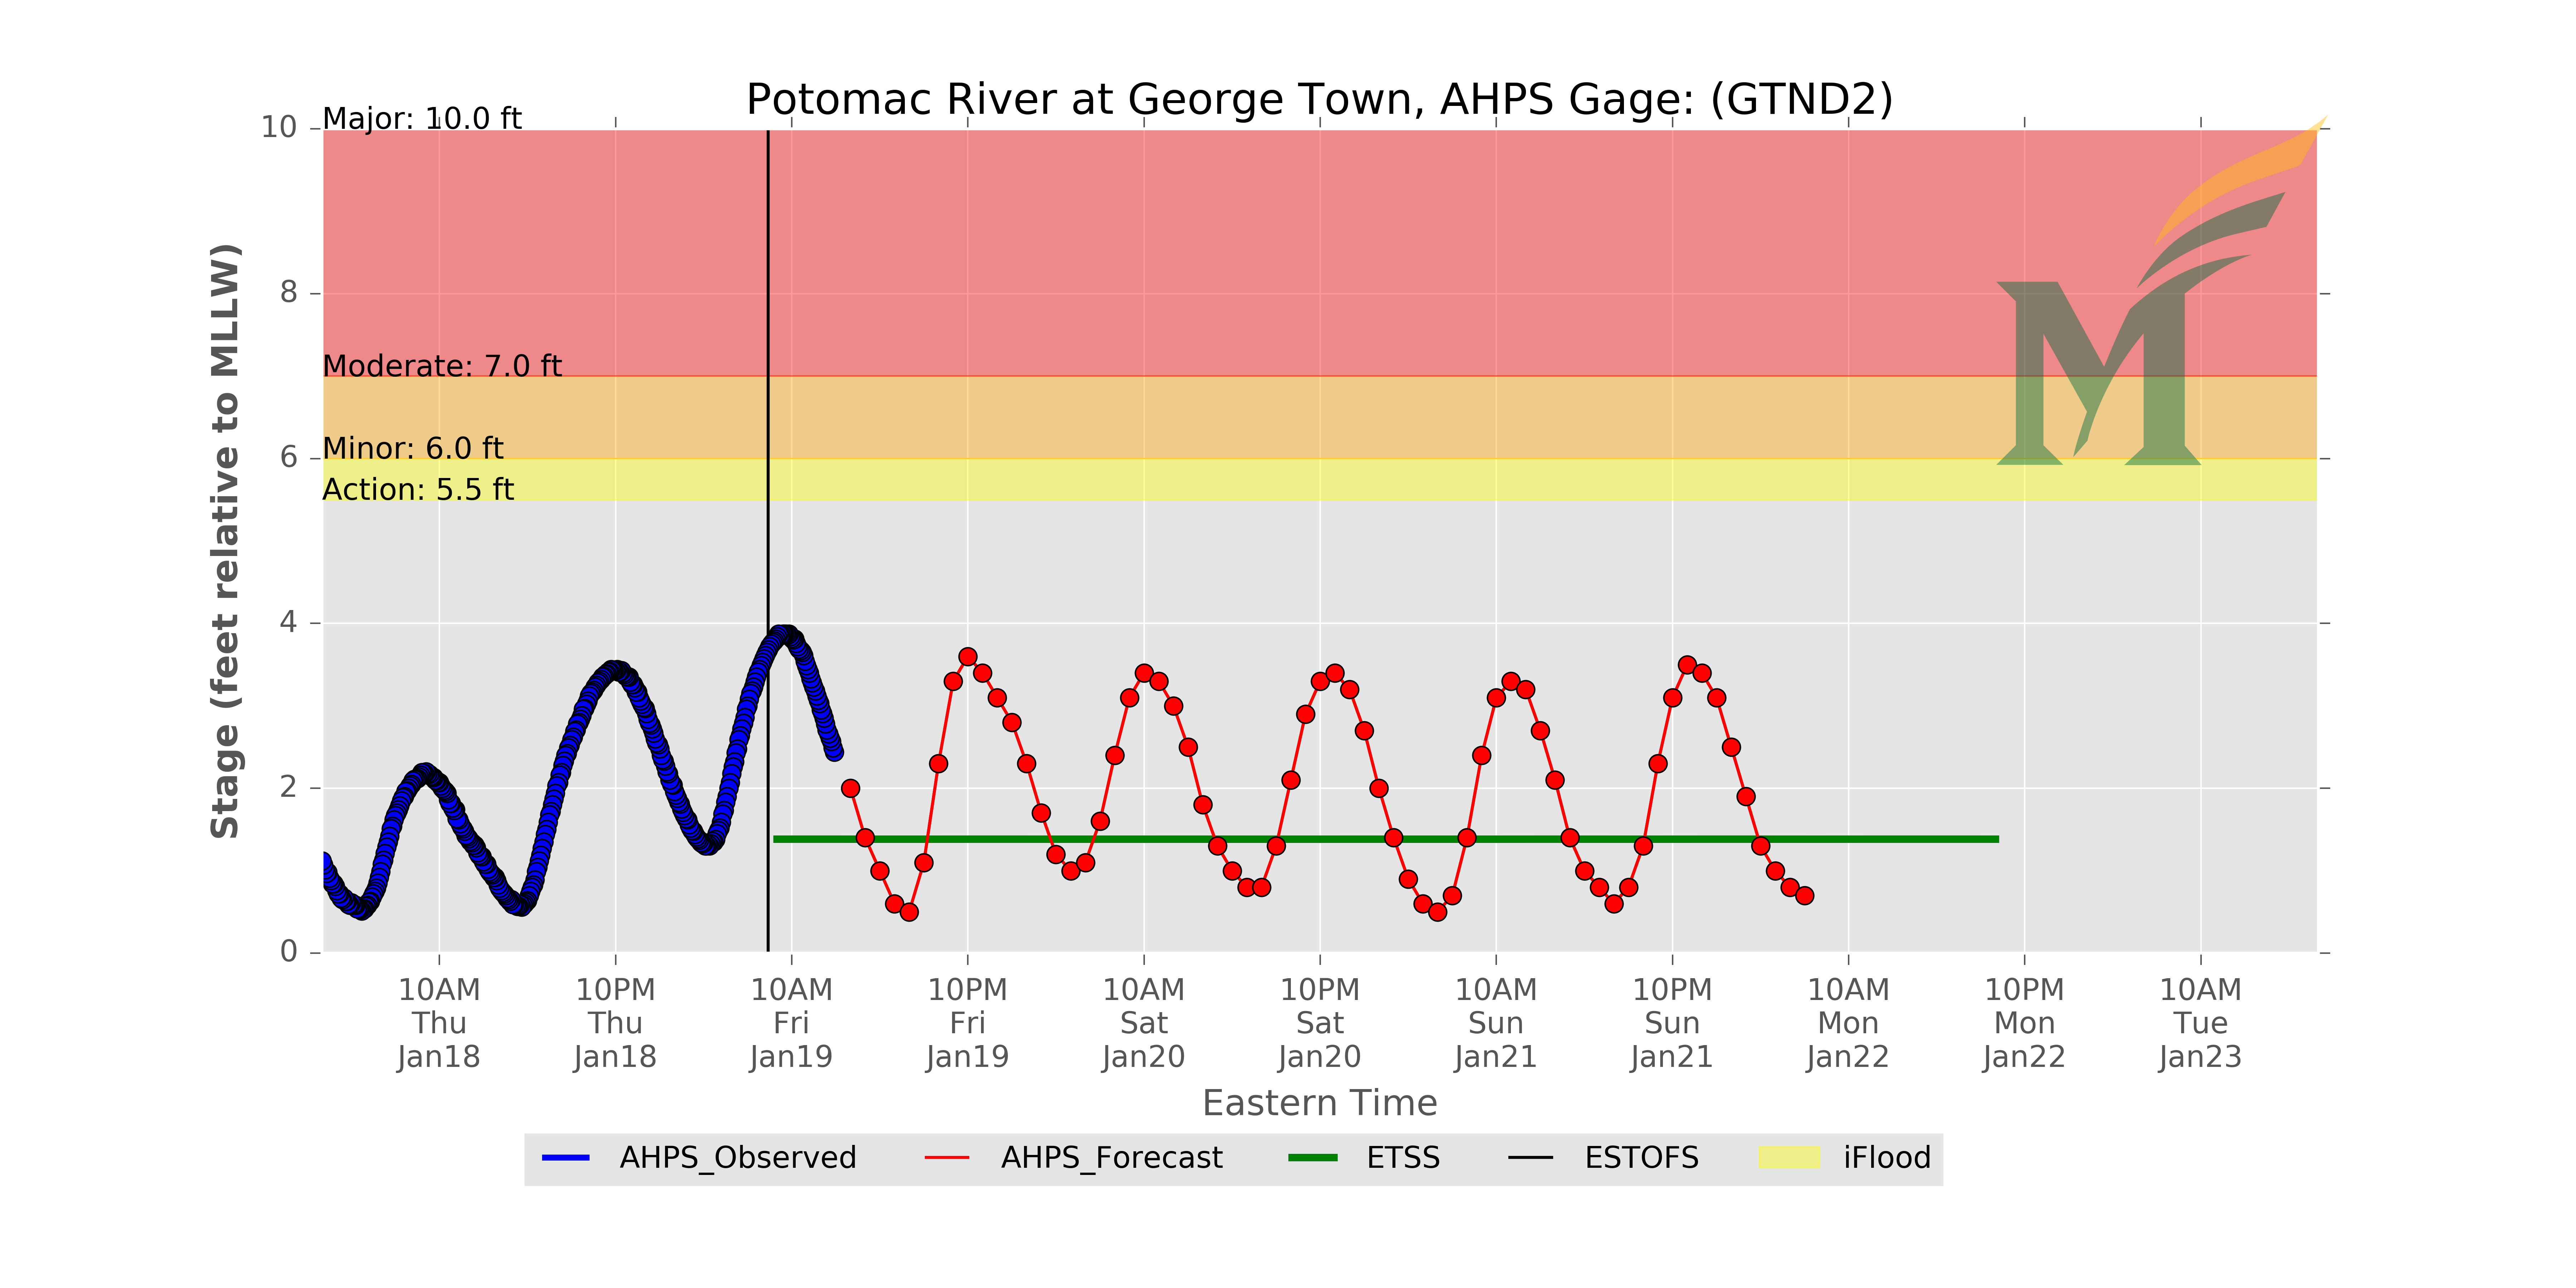 Potomac River at George Town, AHPS Gage: (GTND2)
Major: 10.0 ft
Moderate: 7.0 ft
Minor: 6.0 ft
Action: 5.5 ft
Stage (feet relative to MLLW)
10
8
6
4
2
0
10AM
Thu
Jan18
10PM
Thu
Jan18
10AM
Fri
Jan19
10PM
Fri
Jan19
10AM
Sat
Jan20
10PM
Sat
Jan20
10AM
Sun
Jan21
10PM
Sun
Jan21
10AM
Mon
Jan22
10PM
Mon
Jan22
10AM
Tue
Jan23
Eastern Time
AHPS_Observed
AHPS_Forecast
ETSS
ESTOFS
iFlood
M